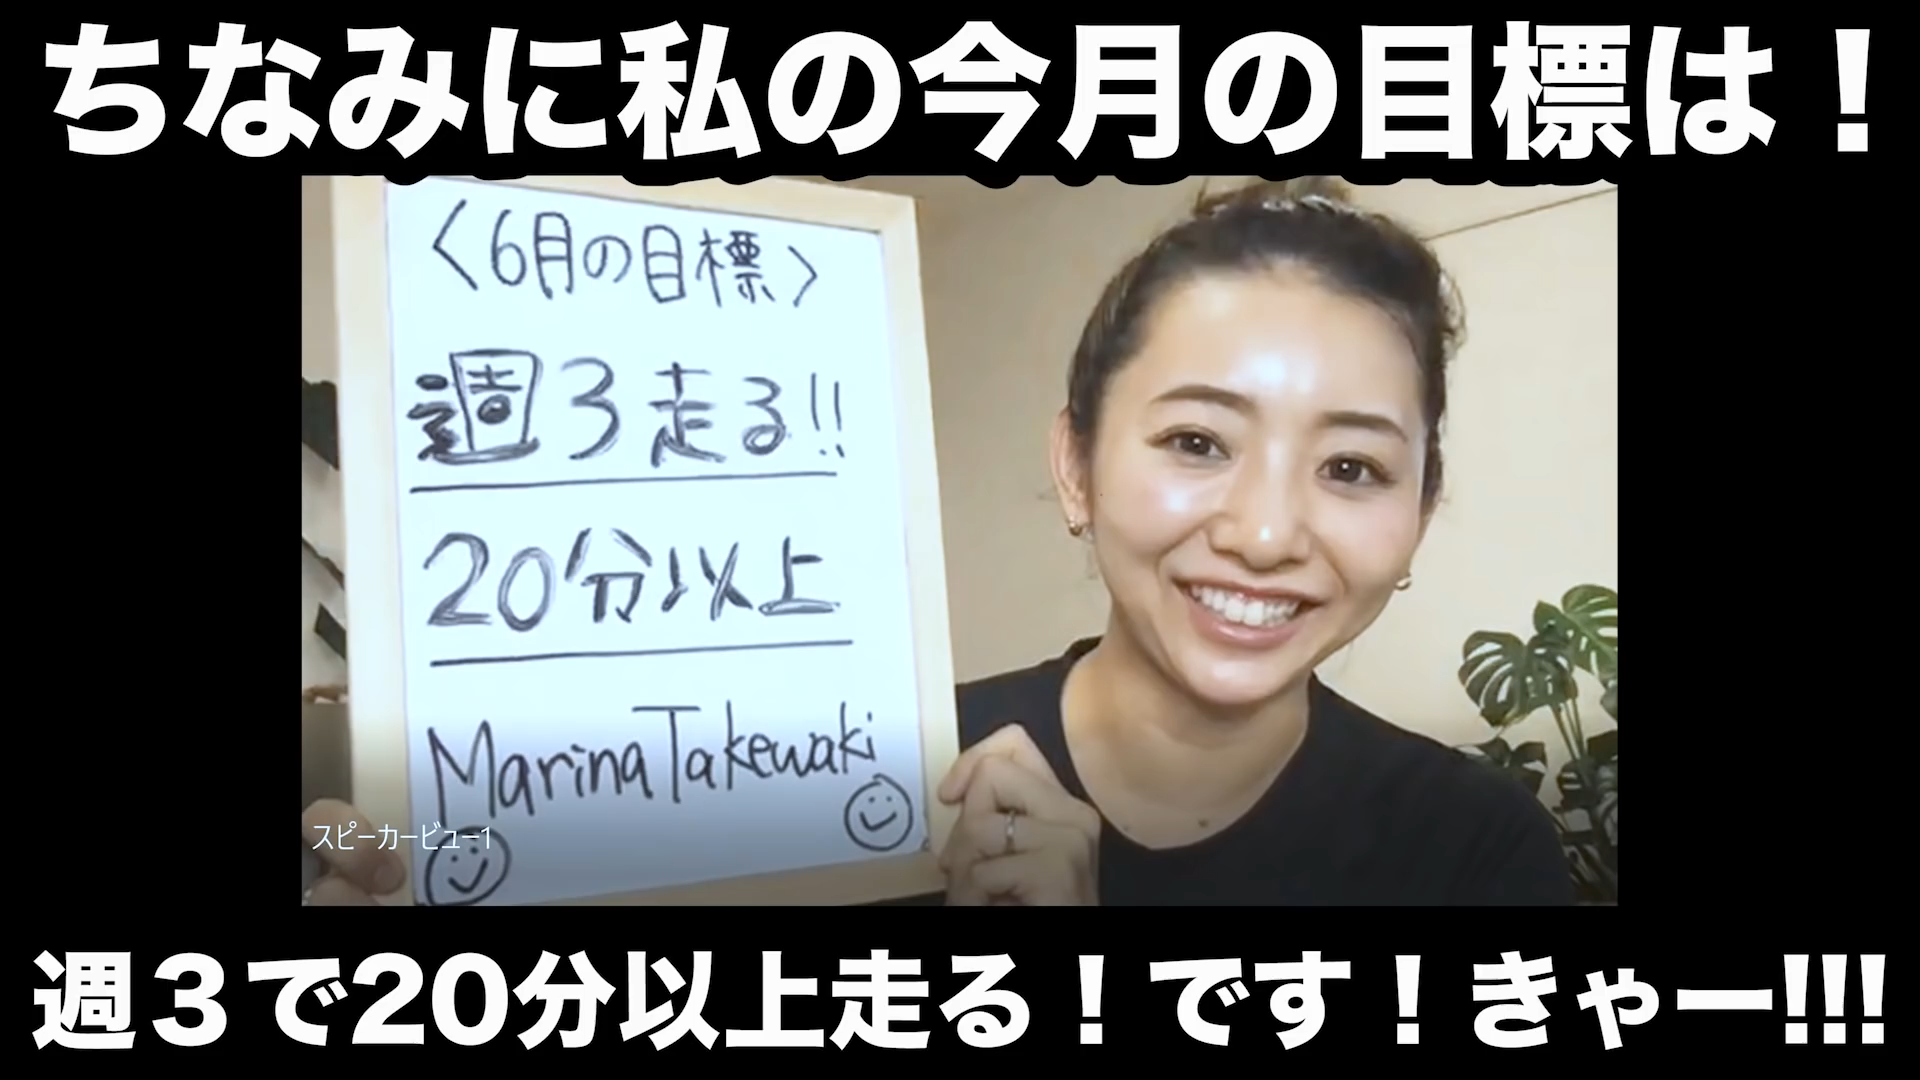 ちなみに私の今月の目標は！
〈6月の目標〉
週3走る!!
20分以上
Marina Takewaki
スピーカービュー1
週３で20分以上走る！です！きゃー!!!